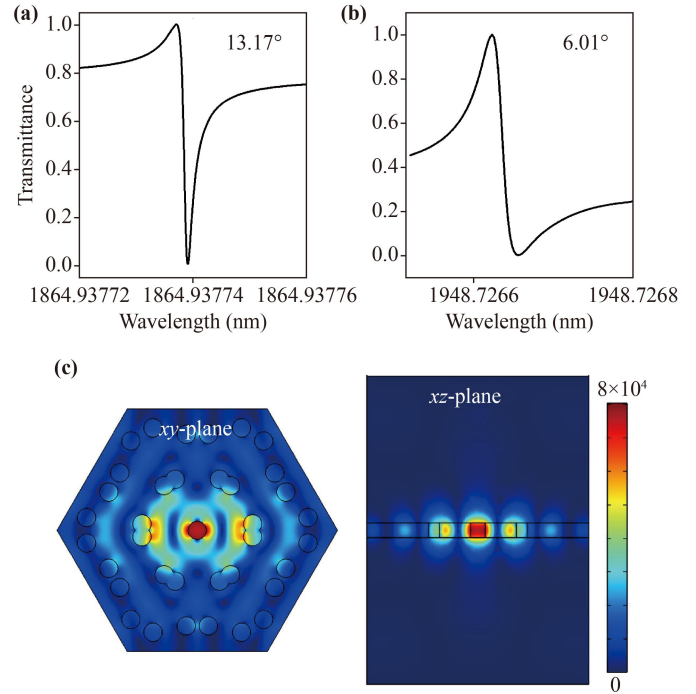 (a)
13.17°
Transmittance
1.0
0.8
0.6
0.4
0.2
0.0
1864.93772
1864.93774
1864.93776
Wavelength (nm)
(b)
6.01°
1.0
0.8
0.6
0.4
0.2
0.0
1948.7266
1948.7268
Wavelength (nm)
(c)
xy-plane
xz-plane
8×10⁴
0